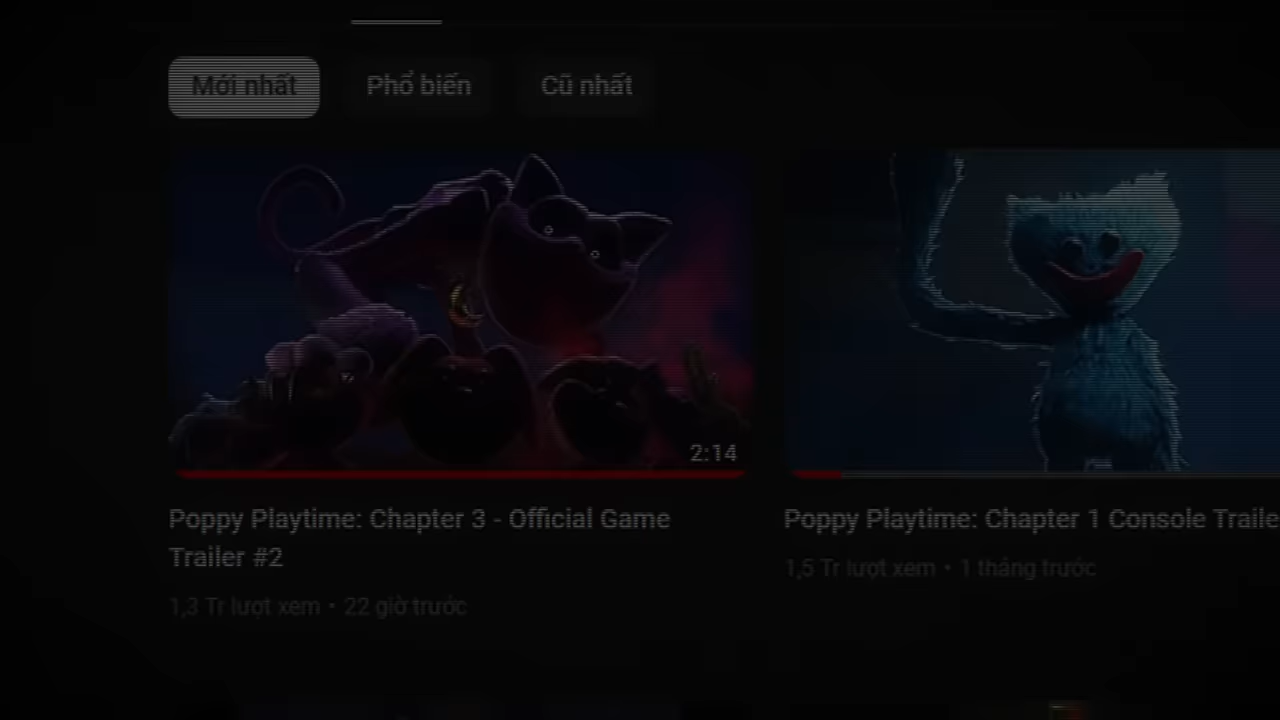 Mới nhất
Phổ biến
Cũ nhất
2:14
Poppy Playtime: Chapter 3 - Official Game
Trailer #2
1,3 Tr lượt xem • 22 giờ trước
Poppy Playtime: Chapter 1 Console Traile
1,5 Tr lượt xem • 1 tháng trước